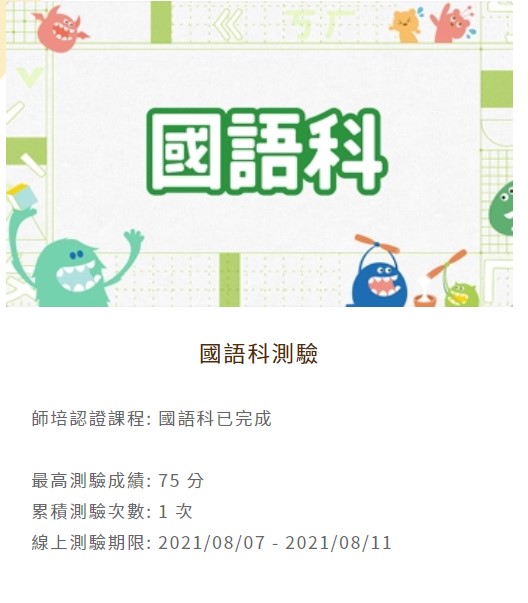 ㄎㄏ
國語科
國語科測驗
師培認證課程: 國語科已完成
最高測驗成績: 75 分
累積測驗次數: 1 次
線上測驗期限: 2021/08/07 - 2021/08/11